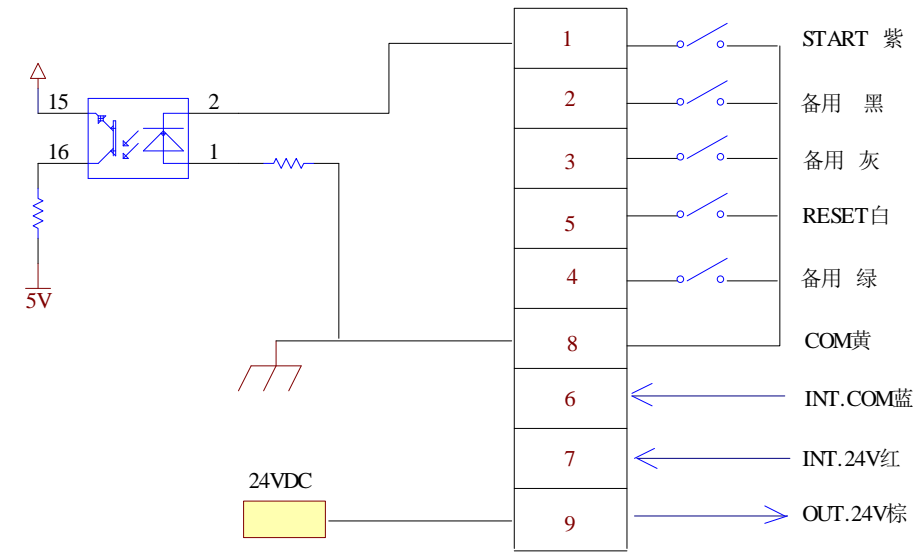 1
START 紫
15
2
2
备用 黑
16
1
3
备用 灰
5
RESET白
4
备用 绿
5V
8
COM黄
6
INT.COM蓝
7
INT.24V红
24VDC
9
OUT.24V棕